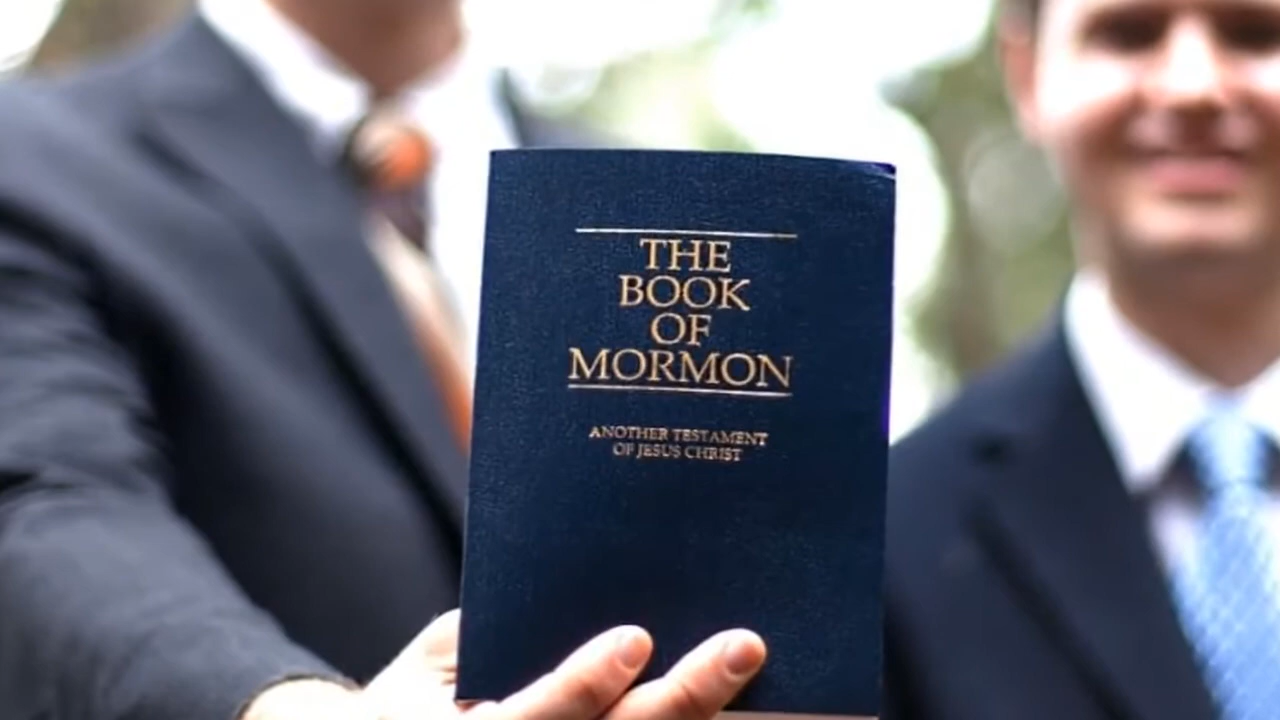 THE
BOOK
OF
MORMON
ANOTHER TESTAMENT
OF JESUS CHRIST